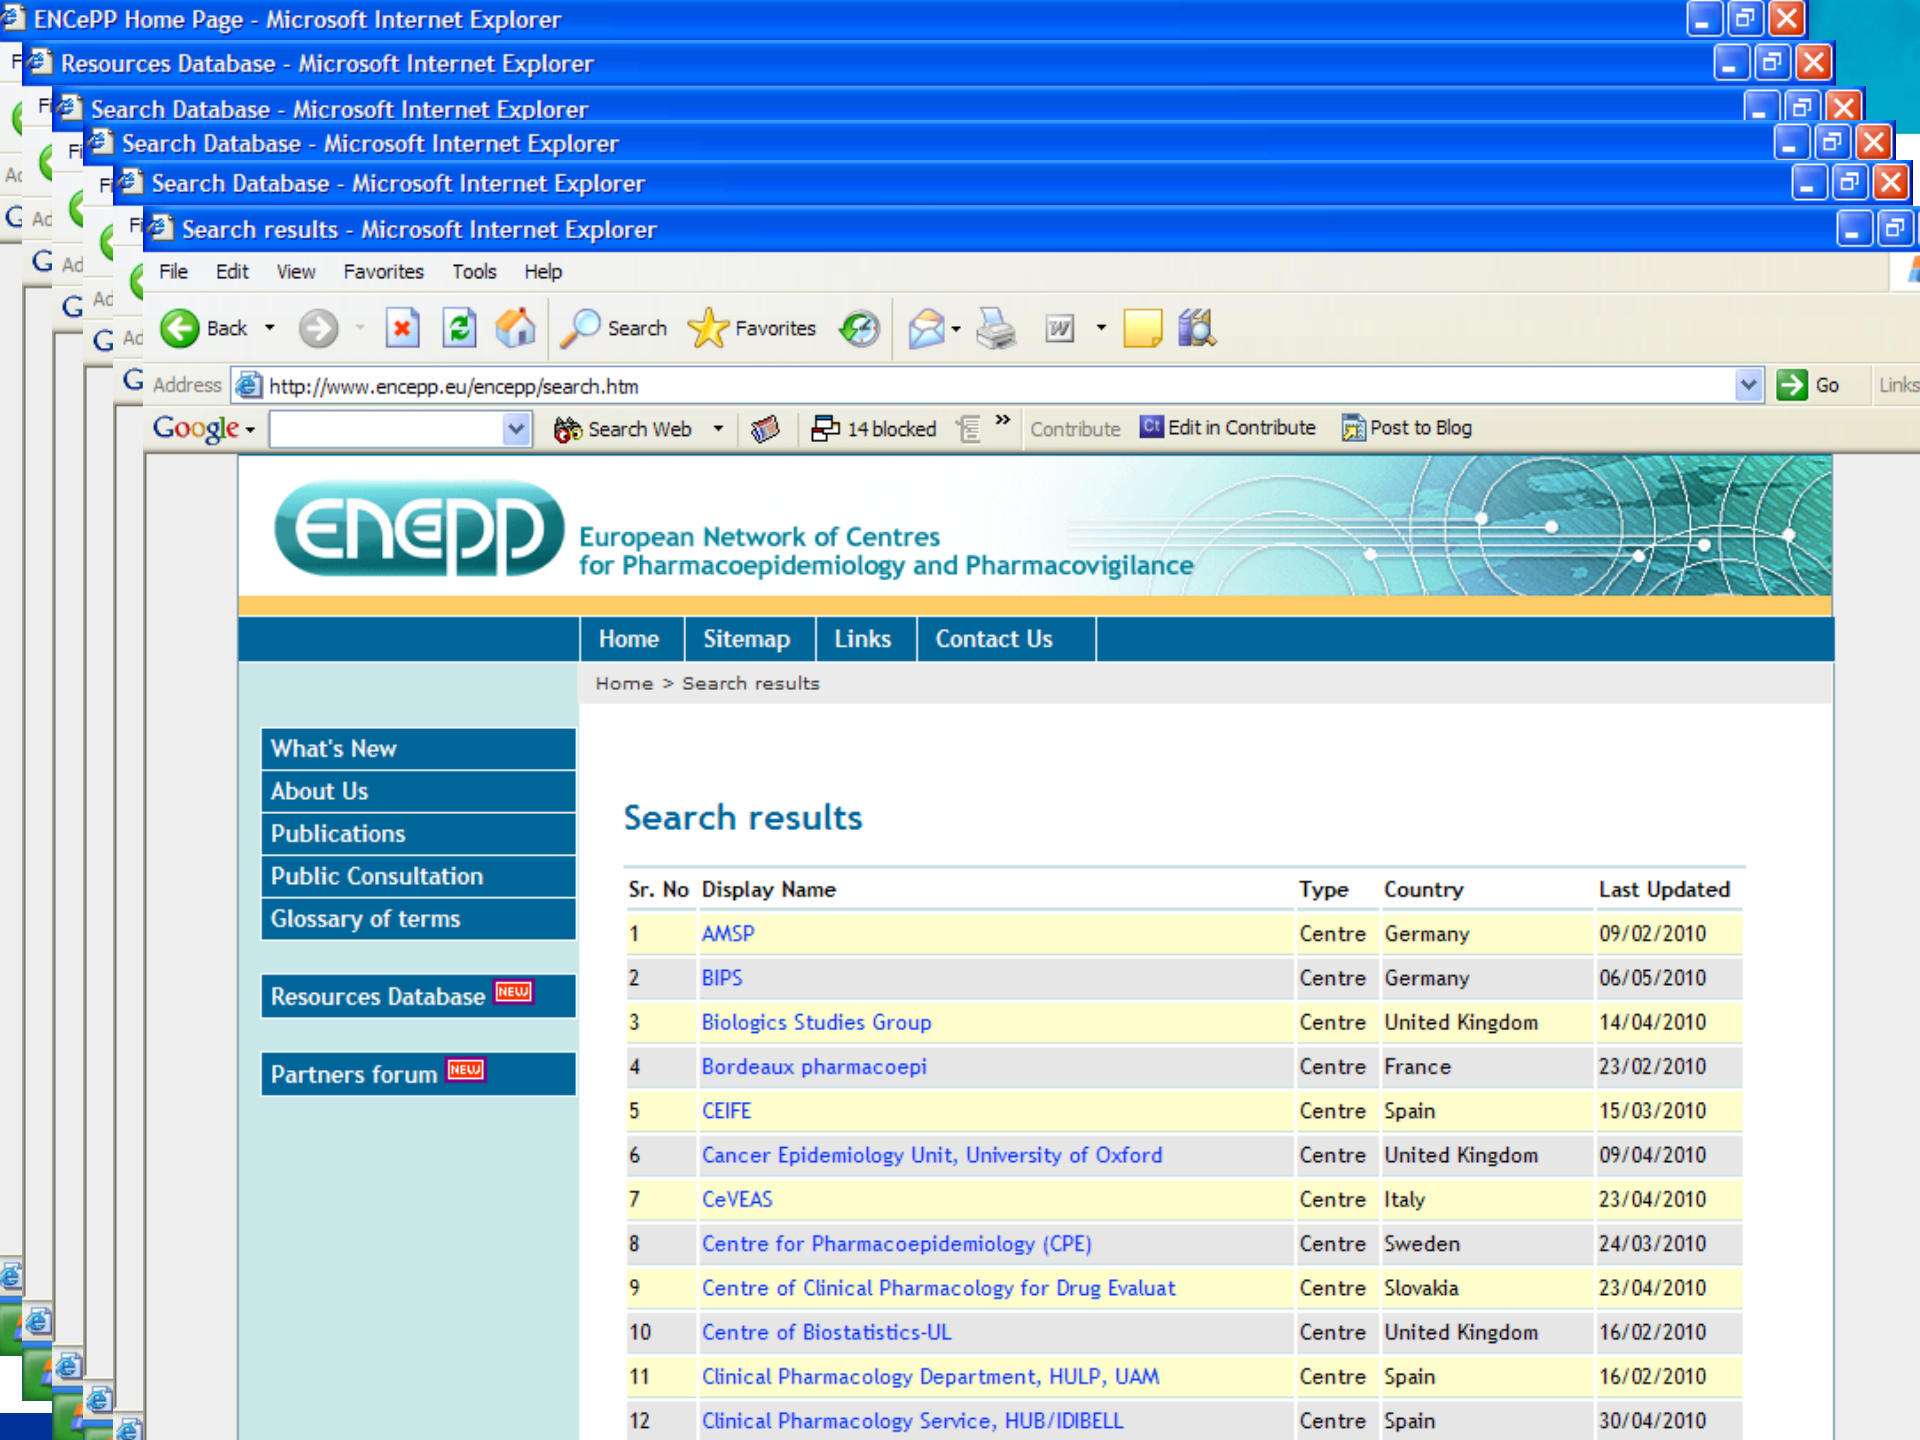 ENCePP Home Page - Microsoft Internet Explorer
Resources Database - Microsoft Internet Explorer
Search Database - Microsoft Internet Explorer
Search Database - Microsoft Internet Explorer
Search Database - Microsoft Internet Explorer
Search results - Microsoft Internet Explorer
File Edit View Favorites Tools Help
Back Search Favorites
Address http://www.encepp.eu/encepp/search.htm Go Links
Google Search Web 14 blocked » Contribute Edit in Contribute Post to Blog
ENCePP
European Network of Centres
for Pharmacoepidemiology and Pharmacovigilance
Home Sitemap Links Contact Us
Home > Search results
What's New
About Us
Publications
Public Consultation
Glossary of terms
Resources Database NEW
Partners forum NEW
Search results
Sr. No Display Name Type Country Last Updated
1 AMSP Centre Germany 09/02/2010
2 BIPS Centre Germany 06/05/2010
3 Biologics Studies Group Centre United Kingdom 14/04/2010
4 Bordeaux pharmacoepi Centre France 23/02/2010
5 CEIFE Centre Spain 15/03/2010
6 Cancer Epidemiology Unit, University of Oxford Centre United Kingdom 09/04/2010
7 CeVEAS Centre Italy 23/04/2010
8 Centre for Pharmacoepidemiology (CPE) Centre Sweden 24/03/2010
9 Centre of Clinical Pharmacology for Drug Evaluat Centre Slovakia 23/04/2010
10 Centre of Biostatistics-UL Centre United Kingdom 16/02/2010
11 Clinical Pharmacology Department, HULP, UAM Centre Spain 16/02/2010
12 Clinical Pharmacology Service, HUB/IDIBELL Centre Spain 30/04/2010